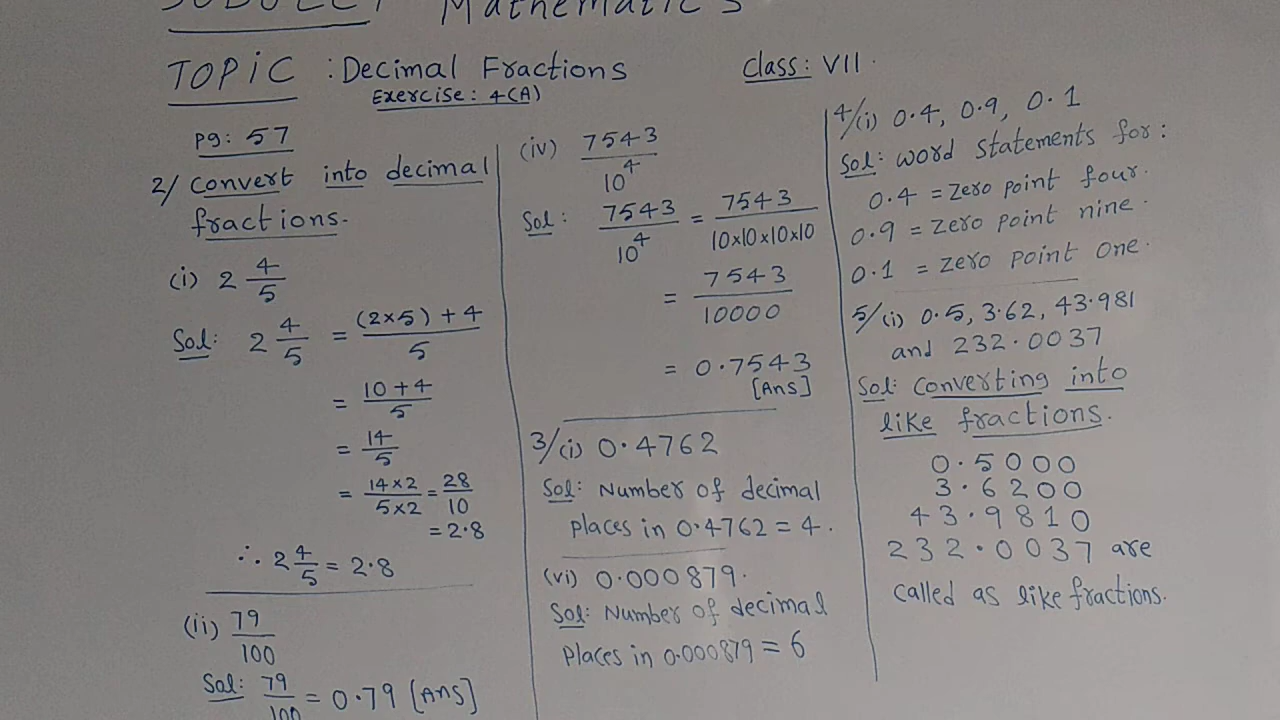 SUBJECT Mathematics
TOPIC : Decimal Fractions Class: VII.
Exercise: 4(A)
pg: 57
2/ Convert into decimal
fractions.
(i) 2 4/5
Sol: 2 4/5 = (2×5)+4/5
= 10+4/5
= 14/5
= 14×2/5×2 = 28/10
= 2.8
∴ 2 4/5 = 2.8
(ii) 79/100
Sol: 79/100 = 0.79 [Ans]
(iv) 7543/10⁴
Sol: 7543/10⁴ = 7543/10×10×10×10
= 7543/10000
= 0.7543
[Ans]
3/(i) 0.4762
Sol: Number of decimal
places in 0.4762 = 4.
(vi) 0.000879.
Sol: Number of decimal
places in 0.000879 = 6
4/(i) 0.4, 0.9, 0.1
Sol: word statements for:
0.4 = Zero point four.
0.9 = Zero point nine.
0.1 = Zero point one.
5/(i) 0.5, 3.62, 43.981
and 232.0037
Sol: Converting into
like fractions.
0.5000
3.6200
43.9810
232.0037 are
called as like fractions.